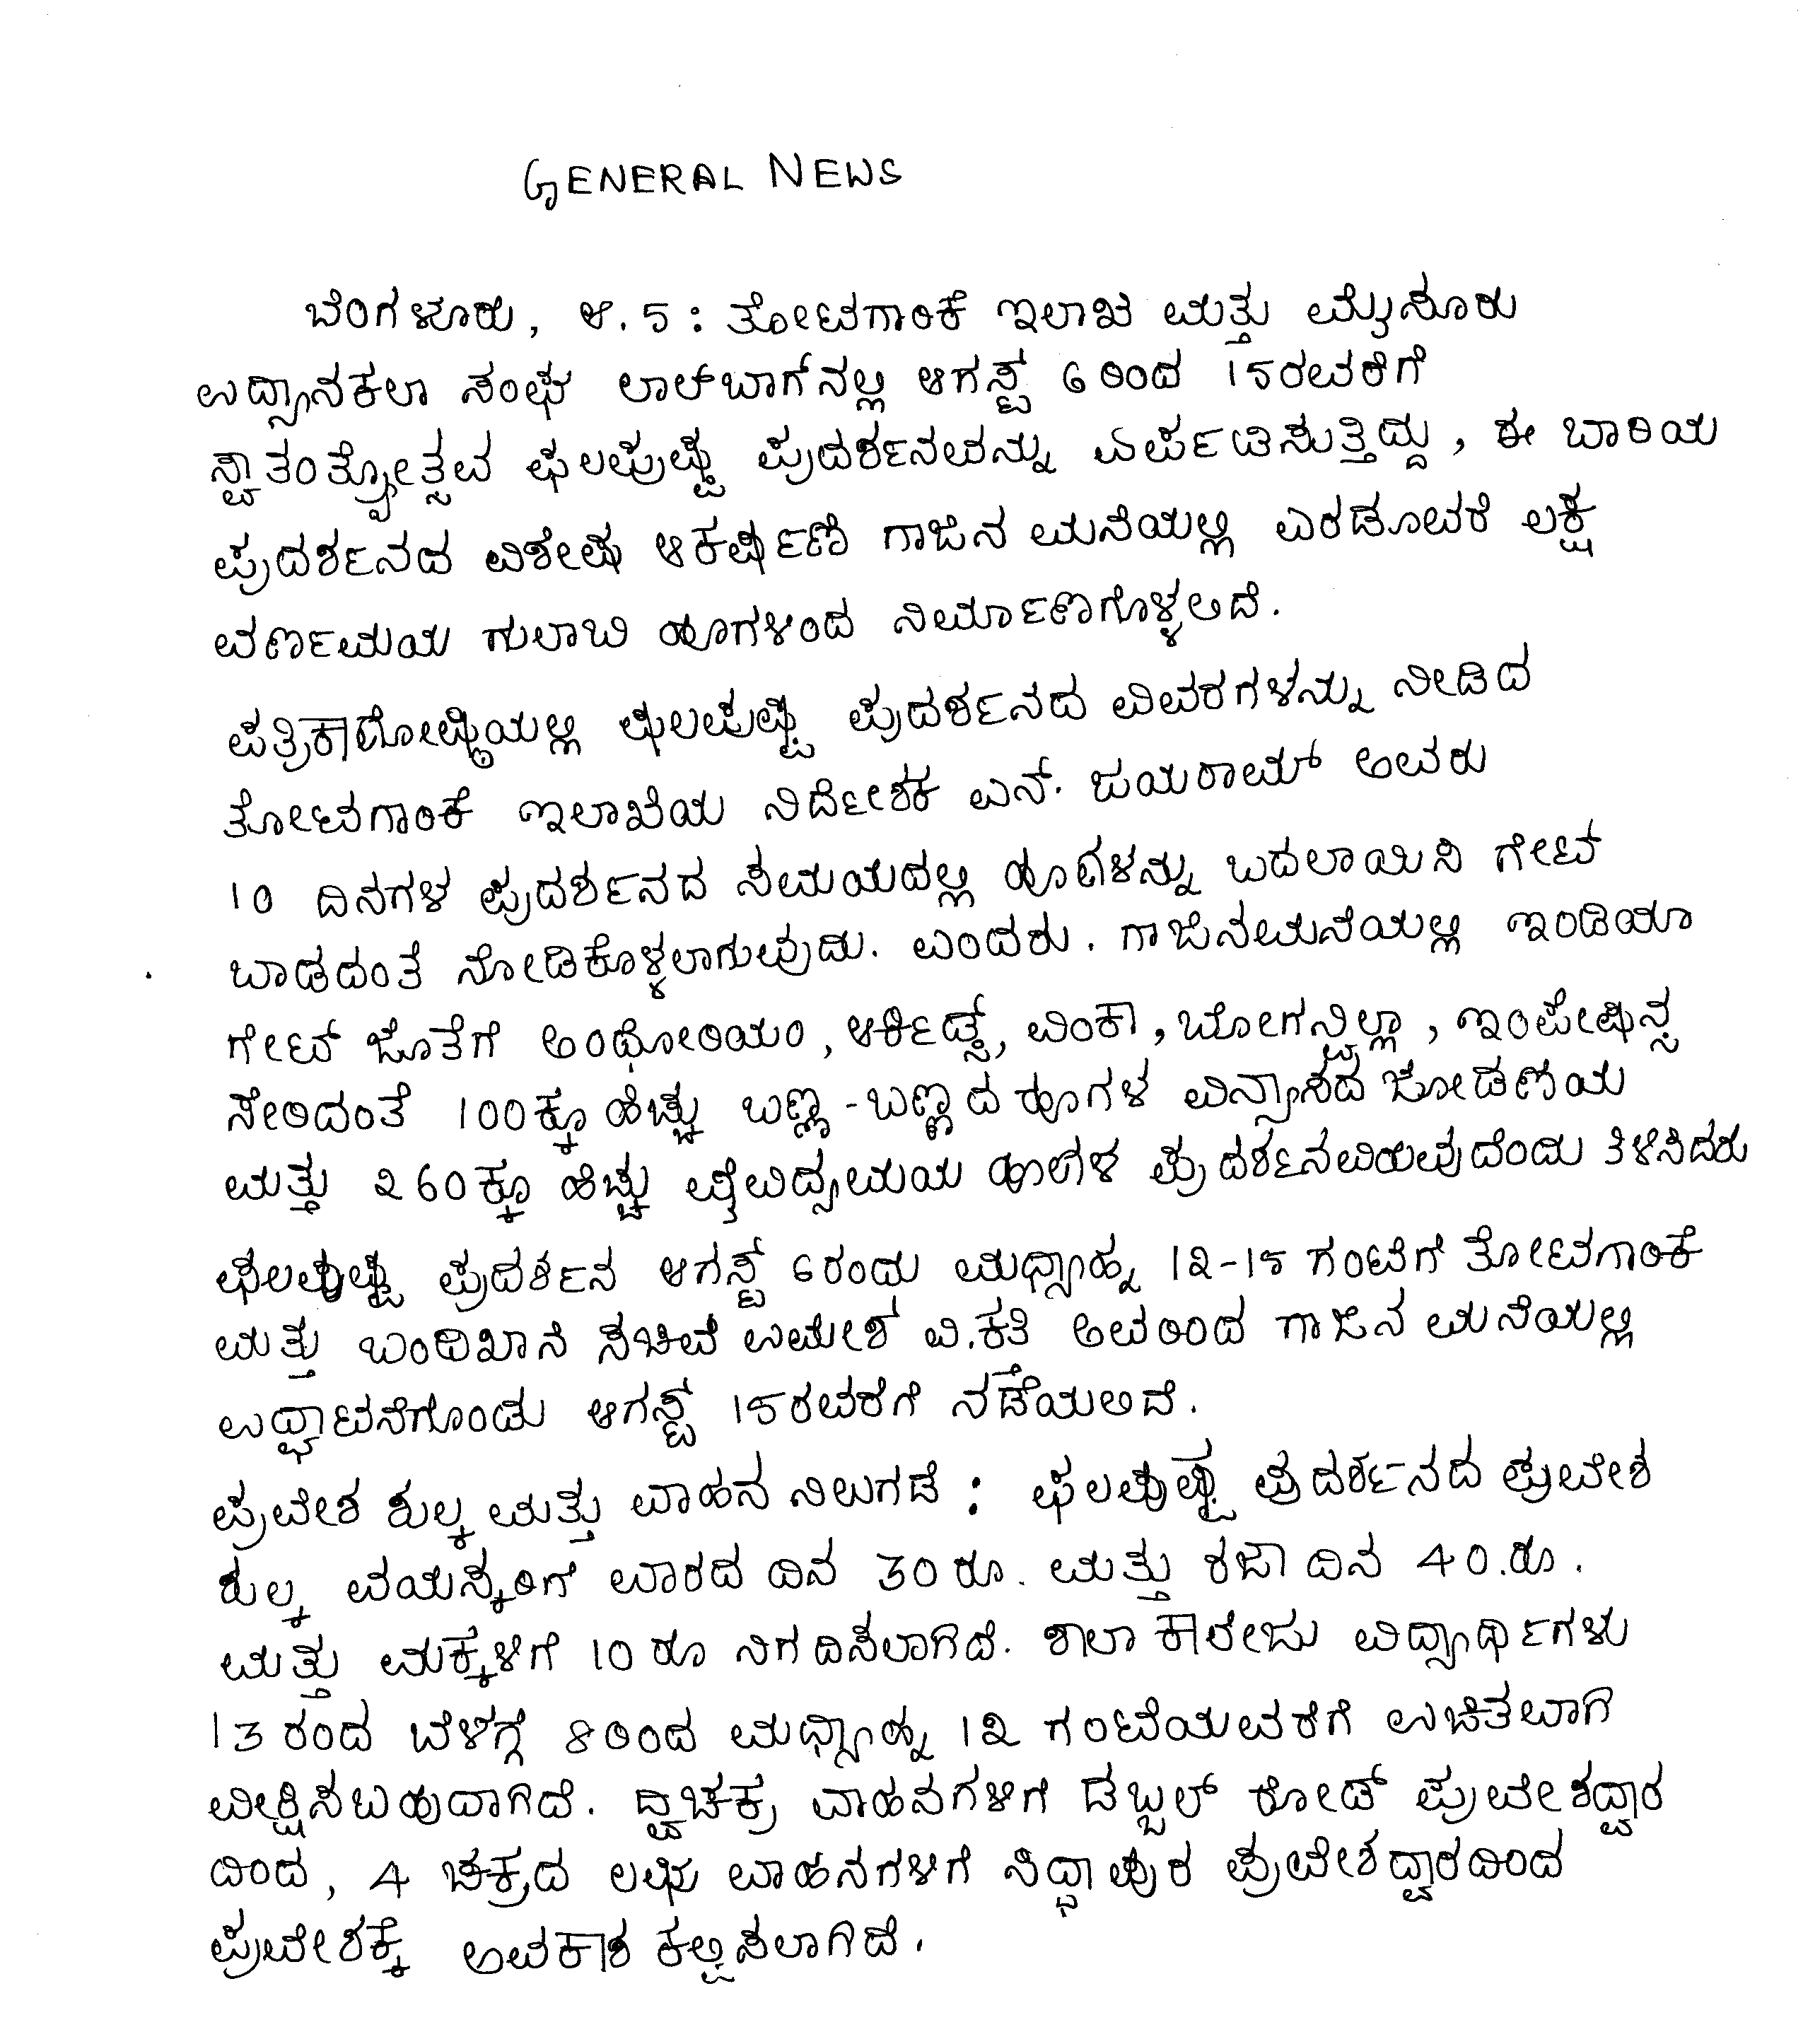 GENERAL NEWS
ಬೆಂಗಳೂರು, ಆ. 5 : ತೋಟಗಾರಿಕೆ ಇಲಾಖೆ ಮತ್ತು ಮೈಸೂರು
ಉದ್ಯಾನಕಲಾ ಸಂಘ ಲಾಲ್‌ಬಾಗ್‌ನಲ್ಲಿ ಆಗಸ್ಟ್ 6 ರಿಂದ 15ರವರೆಗೆ
ಸ್ವಾತಂತ್ರ್ಯೋತ್ಸವ ಫಲಪುಷ್ಪ ಪ್ರದರ್ಶನವನ್ನು ಏರ್ಪಡಿಸುತ್ತಿದ್ದು, ಈ ಬಾರಿಯ
ಪ್ರದರ್ಶನದ ವಿಶೇಷ ಆಕರ್ಷಣೆ ಗಾಜಿನ ಮನೆಯಲ್ಲಿ ಎರಡೂವರೆ ಲಕ್ಷ
ವರ್ಣಮಯ ಗುಲಾಬಿ ಹೂಗಳಿಂದ ನಿರ್ಮಾಣಗೊಳ್ಳಲಿದೆ.
ಪತ್ರಿಕಾಗೋಷ್ಠಿಯಲ್ಲಿ ಫಲಪುಷ್ಪ ಪ್ರದರ್ಶನದ ವಿವರಗಳನ್ನು ನೀಡಿದ
ತೋಟಗಾರಿಕೆ ಇಲಾಖೆಯ ನಿರ್ದೇಶಕ ಎನ್. ಜಯರಾಮ್ ಅವರು
10 ದಿನಗಳ ಪ್ರದರ್ಶನದ ಸಮಯದಲ್ಲಿ ಹೂಗಳನ್ನು ಬದಲಾಯಿಸಿ ಗೇಟ್
ಬಾಡದಂತೆ ನೋಡಿಕೊಳ್ಳಲಾಗುವುದು. ಎಂದರು. ಗಾಜಿನಮನೆಯಲ್ಲಿ ಇಂಡಿಯಾ
ಗೇಟ್ ಜೊತೆಗೆ ಅಂಥೋರಿಯಂ, ಆರ್ಕಿಡ್ಸ್, ವಿಂಕಾ, ಬೋಗನ್ವಿಲ್ಲಾ, ಇಂಪೇಷಿನ್ಸ
ಸೇರಿದಂತೆ 100ಕ್ಕೂ ಹೆಚ್ಚು ಬಣ್ಣ-ಬಣ್ಣದ ಹೂಗಳ ವಿನ್ಯಾಸದ ಜೋಡಣೆಯ
ಮತ್ತು 260ಕ್ಕೂ ಹೆಚ್ಚು ವೈವಿಧ್ಯಮಯ ಹೂಗಳ ಪ್ರದರ್ಶನವಿರುವುದೆಂದು ತಿಳಿಸಿದರು
ಫಲಪುಷ್ಪ ಪ್ರದರ್ಶನ ಆಗಸ್ಟ್ 6ರಂದು ಮಧ್ಯಾಹ್ನ 12-15 ಗಂಟೆಗೆ ತೋಟಗಾರಿಕೆ
ಮತ್ತು ಬಂದಿಖಾನೆ ಸಚಿವ ಉಮೇಶ ವಿ.ಕತ್ತಿ ಅವರಿಂದ ಗಾಜಿನ ಮನೆಯಲ್ಲಿ
ಉದ್ಘಾಟನೆಗೊಂಡು ಆಗಸ್ಟ್ 15ರವರೆಗೆ ನಡೆಯಲಿದೆ.
ಪ್ರವೇಶ ಶುಲ್ಕ ಮತ್ತು ವಾಹನ ನಿಲುಗಡೆ : ಫಲಪುಷ್ಪ ಪ್ರದರ್ಶನದ ಪ್ರವೇಶ
ಶುಲ್ಕ ವಯಸ್ಕರಿಗೆ ವಾರದ ದಿನ 30 ರೂ. ಮತ್ತು ರಜಾ ದಿನ 40.ರೂ.
ಮತ್ತು ಮಕ್ಕಳಿಗೆ 10 ರೂ ನಿಗದಿಸಲಾಗಿದೆ. ಶಾಲಾ ಕಾಲೇಜು ವಿದ್ಯಾರ್ಥಿಗಳು
13 ರಂದ ಬೆಳಿಗ್ಗೆ 8ರಿಂದ ಮಧ್ಯಾಹ್ನ 12 ಗಂಟೆಯವರೆಗೆ ಉಚಿತವಾಗಿ
ವೀಕ್ಷಿಸಬಹುದಾಗಿದೆ. ದ್ವಿಚಕ್ರ ವಾಹನಗಳಿಗೆ ಡಬ್ಬಲ್ ರೋಡ್ ಪ್ರವೇಶದ್ವಾರ
ದಿಂದ, 4 ಚಕ್ರದ ಲಘು ವಾಹನಗಳಿಗೆ ಸಿದ್ಧಾಪುರ ಪ್ರವೇಶದ್ವಾರದಿಂದ
ಪ್ರವೇಶಕ್ಕೆ ಅವಕಾಶ ಕಲ್ಪಿಸಲಾಗಿದೆ.